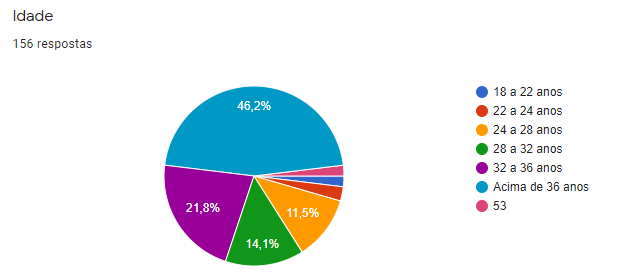 Idade
156 respostas
46,2%
21,8%
14,1%
11,5%
18 a 22 anos
22 a 24 anos
24 a 28 anos
28 a 32 anos
32 a 36 anos
Acima de 36 anos
53